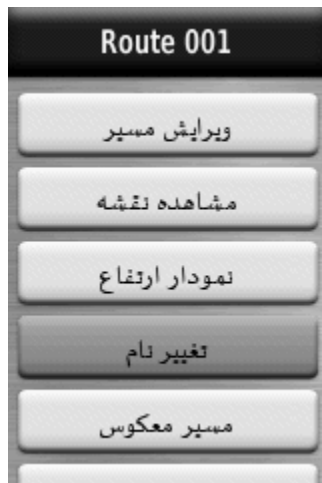 Route 001
ویرایش مسیر
مشاهده نقشه
نمودار ارتفاع
تغییر نام
مسیر معکوس